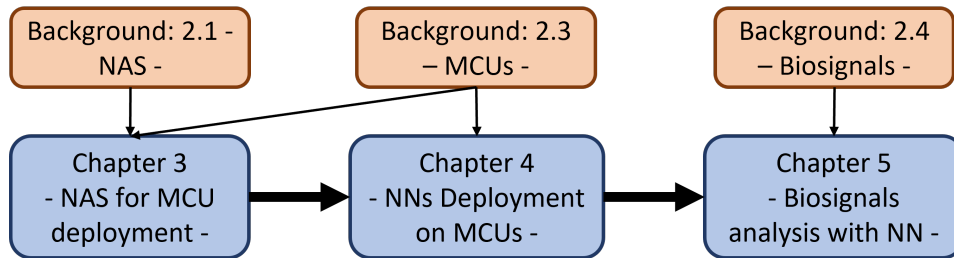 Background: 2.1 -
NAS -
Background: 2.3
– MCUs -
Background: 2.4
– Biosignals -
Chapter 3
- NAS for MCU
deployment -
Chapter 4
- NNs Deployment
on MCUs -
Chapter 5
- Biosignals
analysis with NN -